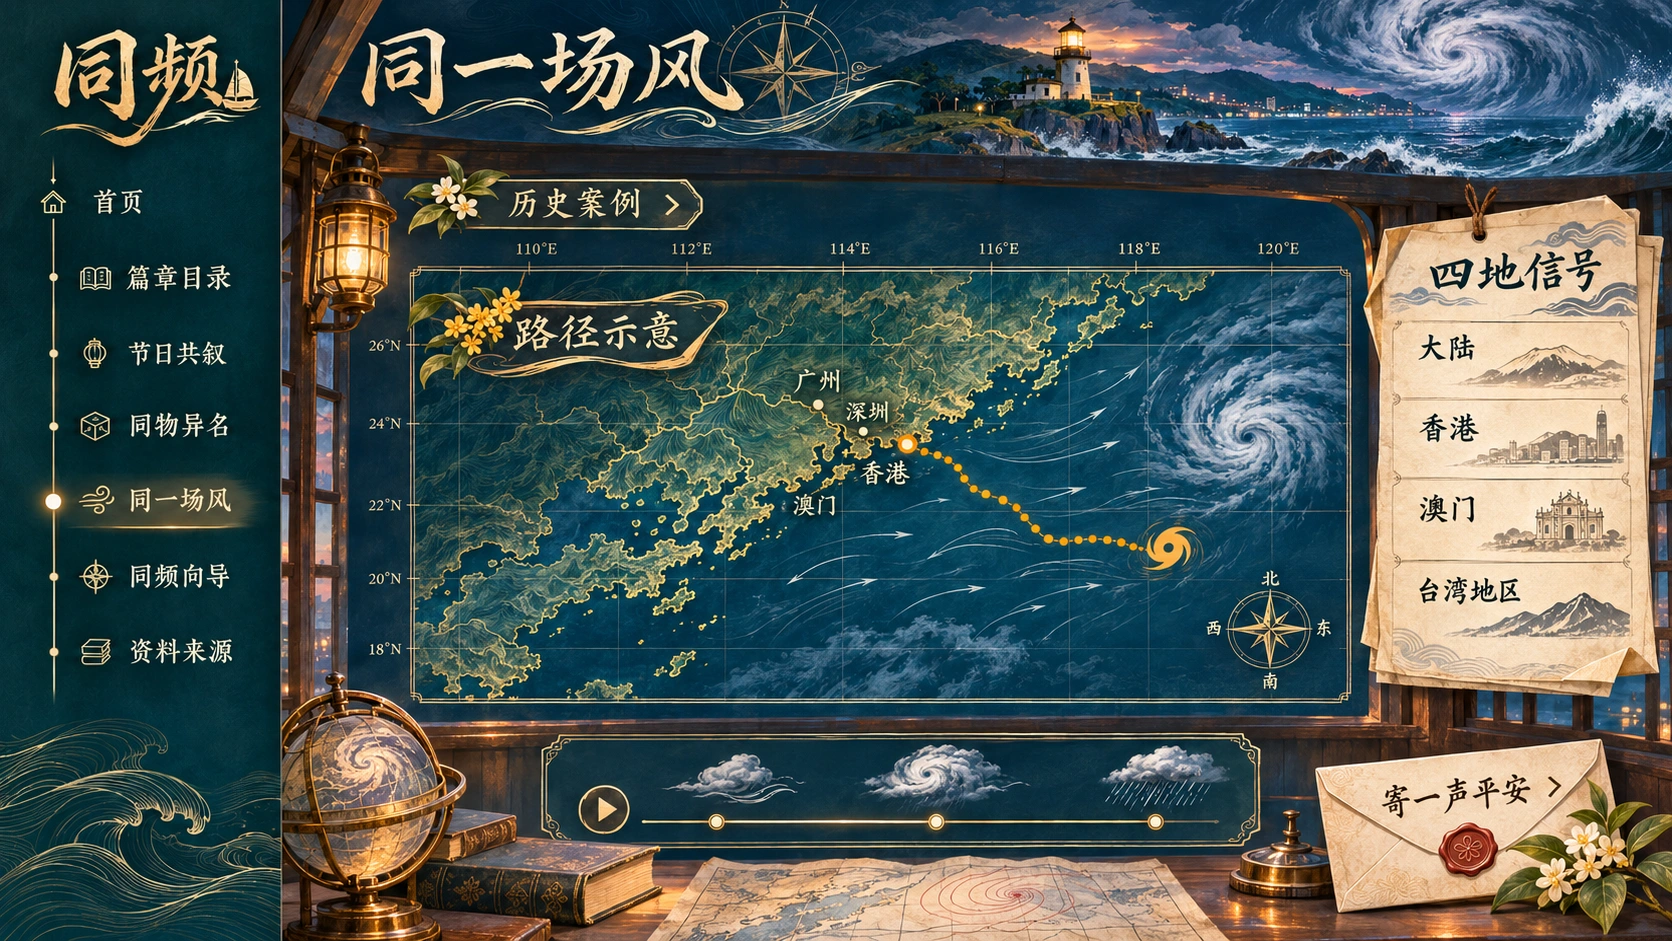 同频
首页
篇章目录
节日共叙
同物异名
同一场风
同频向导
资料来源
同一场风
历史案例
110°E 112°E 114°E 116°E 118°E 120°E
路径示意
26°N
24°N
22°N
20°N
18°N
广州
深圳
香港
澳门
北
西 东
南
四地信号
大陆
香港
澳门
台湾地区
寄一声平安